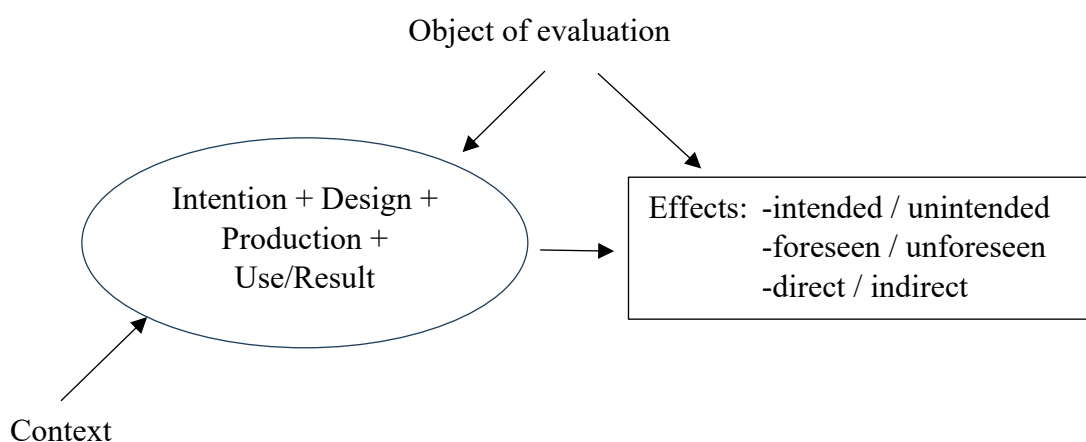 Object of evaluation
Intention + Design +
Production +
Use/Result
Effects: -intended / unintended
-foreseen / unforeseen
-direct / indirect
Context